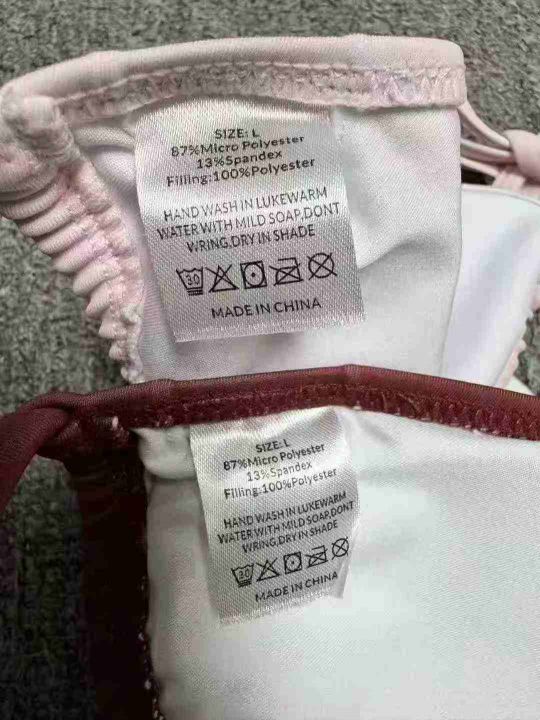 SIZE: L
87%Micro Polyester
13%Spandex
Filling:100%Polyester
HAND WASH IN LUKEWARM
WATER WITH MILD SOAP,DONT
WRING,DRY IN SHADE
30
MADE IN CHINA
SIZE: L
87%Micro Polyester
13%Spandex
Filling:100%Polyester
HAND WASH IN LUKEWARM
WATER WITH MILD SOAP,DONT
WRING,DRY IN SHADE
30
MADE IN CHINA